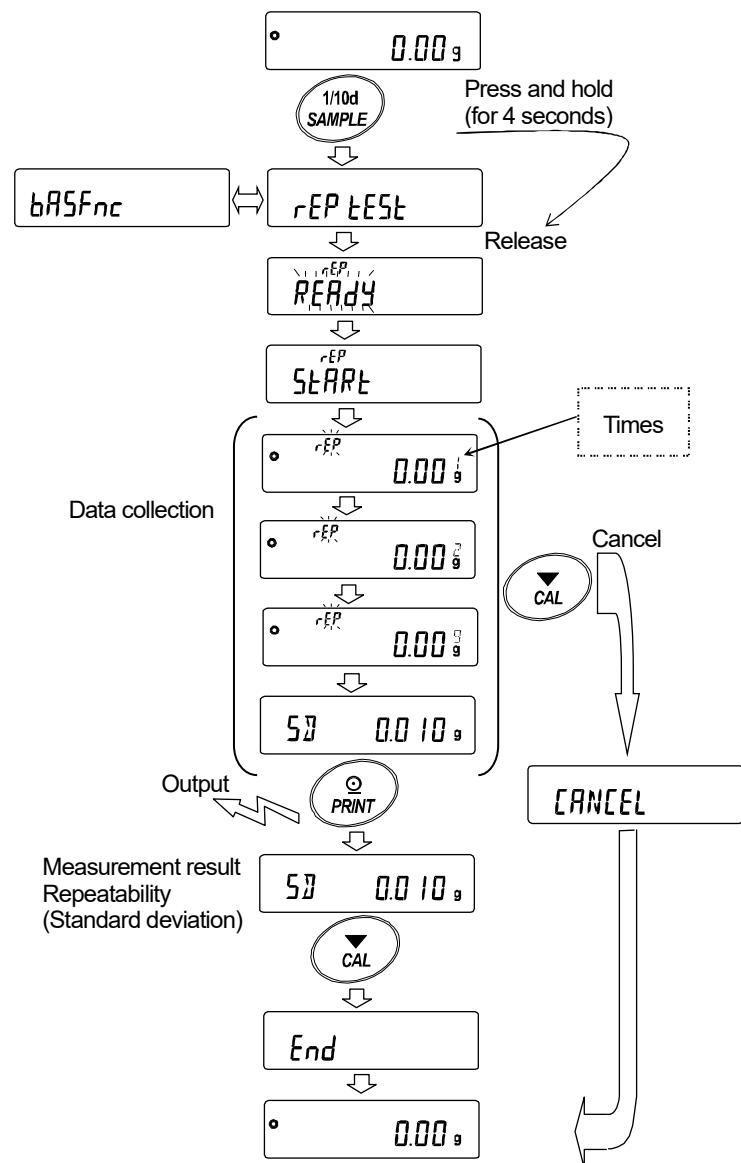 0.00 g
1/10d
SAMPLE
Press and hold
(for 4 seconds)
bASFnc
rEP tESt
Release
rEP
REAdy
rEP
StARt
rEP
0.00 g 1
Times
Data collection
rEP
0.00 g 2
Cancel
CAL
rEP
0.00 g 9
SD 0.010 g
Output
PRINT
CANCEL
Measurement result
Repeatability
(Standard deviation)
SD 0.010 g
CAL
End
0.00 g